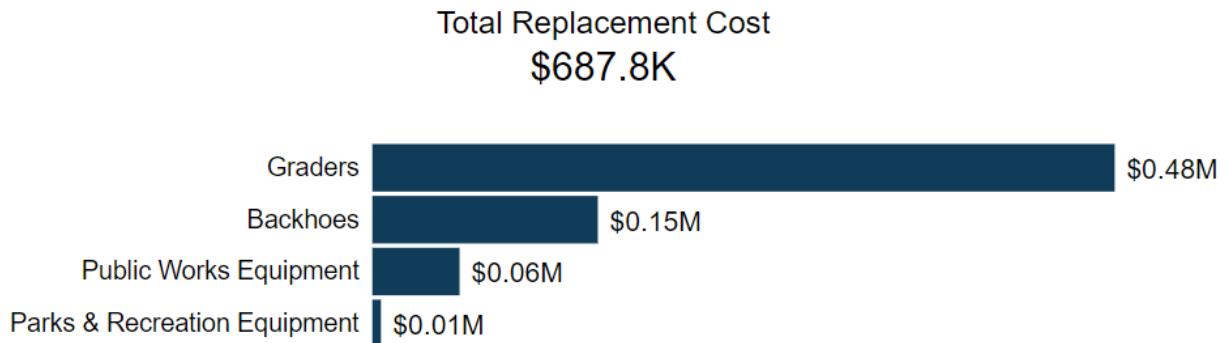 Total Replacement Cost
$687.8K
Graders $0.48M
Backhoes $0.15M
Public Works Equipment $0.06M
Parks & Recreation Equipment $0.01M